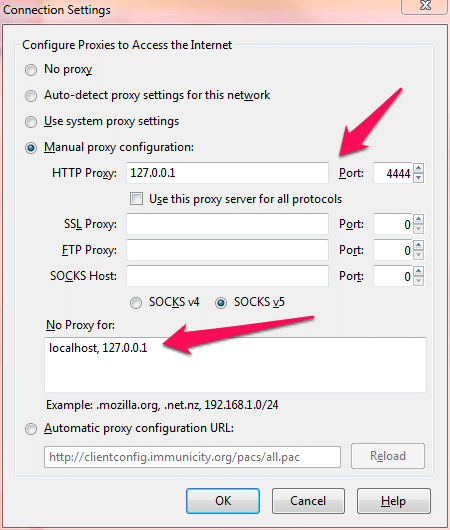 Connection Settings
Configure Proxies to Access the Internet
No proxy
Auto-detect proxy settings for this network
Use system proxy settings
Manual proxy configuration:
HTTP Proxy: 127.0.0.1 Port: 4444
Use this proxy server for all protocols
SSL Proxy: Port: 0
FTP Proxy: Port: 0
SOCKS Host: Port: 0
SOCKS v4 SOCKS v5
No Proxy for:
localhost, 127.0.0.1
Example: .mozilla.org, .net.nz, 192.168.1.0/24
Automatic proxy configuration URL:
http://clientconfig.immunicity.org/pacs/all.pac Reload
OK Cancel Help